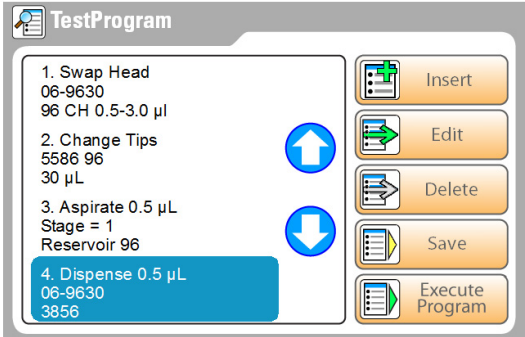 TestProgram
1. Swap Head
06-9630
96 CH 0.5-3.0 µl
2. Change Tips
5586 96
30 µL
3. Aspirate 0.5 µL
Stage = 1
Reservoir 96
4. Dispense 0.5 µL
06-9630
3856
Insert
Edit
Delete
Save
Execute
Program